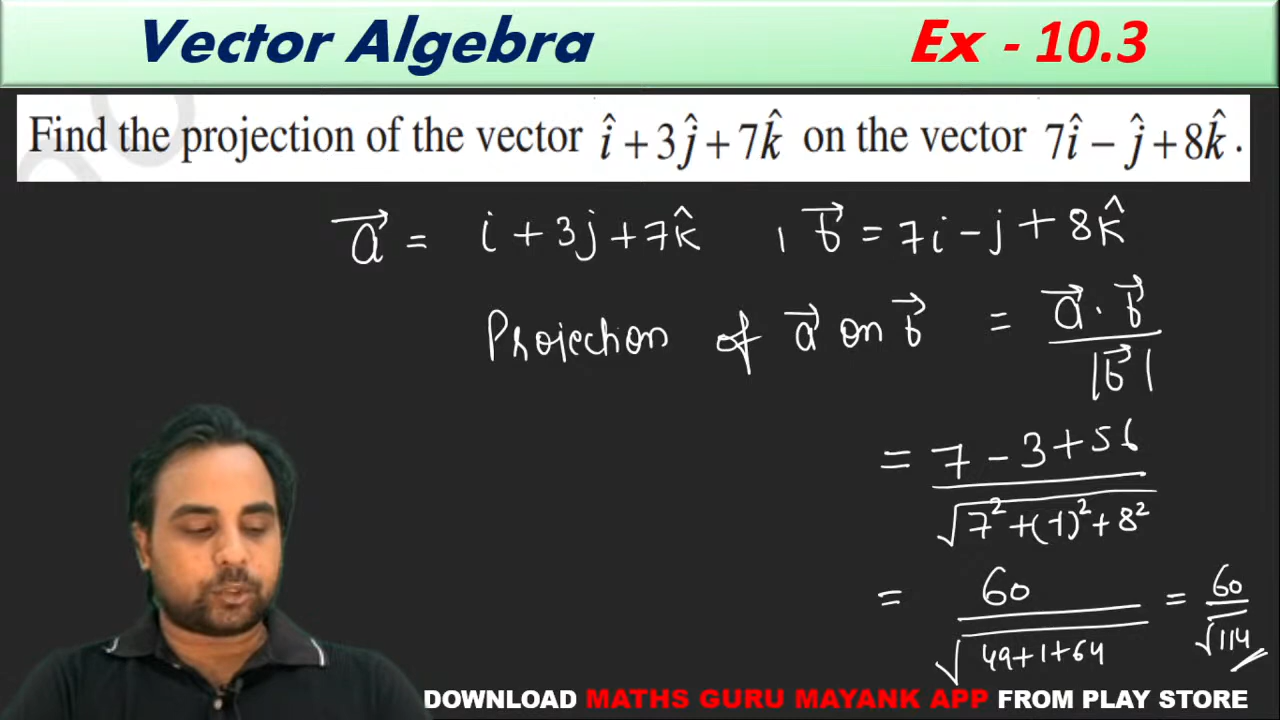 Vector Algebra Ex - 10.3
Find the projection of the vector î + 3ĵ + 7k̂ on the vector 7î − ĵ + 8k̂ .
a⃗ = i + 3j + 7k̂ , b⃗ = 7i − j + 8k̂
Projection of a⃗ on b⃗ = a⃗ · b⃗ / |b⃗|
= 7 − 3 + 56 / √7² + (-1)² + 8²
= 60 / √49+1+64 = 60 / √114
DOWNLOAD MATHS GURU MAYANK APP FROM PLAY STORE